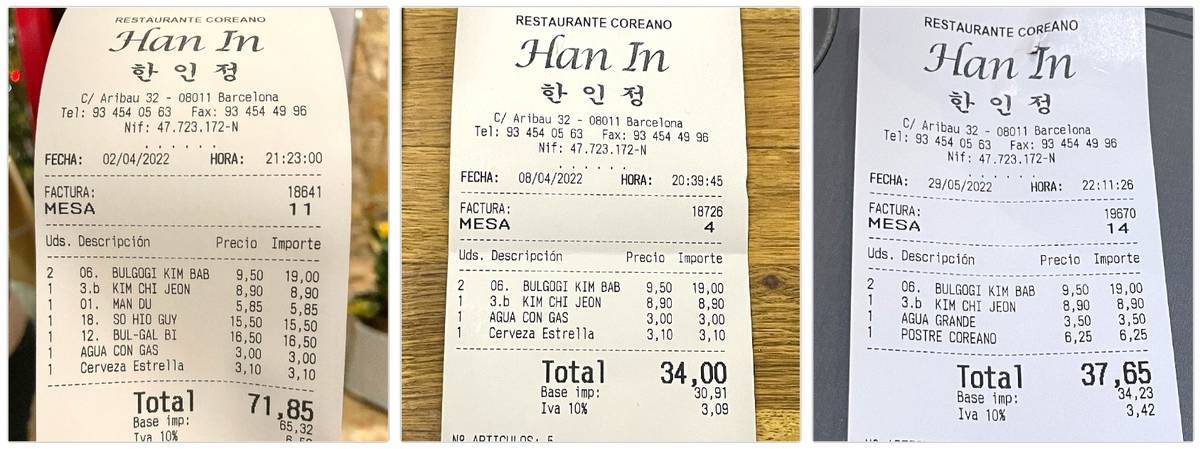 RESTAURANTE COREANO
Han In
한 인 정
C/ Aribau 32 - 08011 Barcelona
Tel: 93 454 05 63 Fax: 93 454 49 96
Nif: 47.723.172-N
FECHA: 02/04/2022 HORA: 21:23:00
FACTURA: 18641
MESA 11
Uds. Descripción Precio Importe
2 06. BULGOGI KIM BAB 9,50 19,00
1 3.b KIM CHI JEON 8,90 8,90
1 01. MAN DU 5,85 5,85
1 18. SO HIO GUY 15,50 15,50
1 12. BUL-GAL BI 16,50 16,50
1 AGUA CON GAS 3,00 3,00
1 Cerveza Estrella 3,10 3,10
Total 71,85
Base imp: 65,32
Iva 10%
RESTAURANTE COREANO
Han In
한 인 정
C/ Aribau 32 - 08011 Barcelona
Tel: 93 454 05 63 Fax: 93 454 49 96
Nif: 47.723.172-N
FECHA: 08/04/2022 HORA: 20:39:45
FACTURA: 18726
MESA 4
Uds. Descripción Precio Importe
2 06. BULGOGI KIM BAB 9,50 19,00
1 3.b KIM CHI JEON 8,90 8,90
1 AGUA CON GAS 3,00 3,00
1 Cerveza Estrella 3,10 3,10
Total 34,00
Base imp: 30,91
Iva 10% 3,09
Nº ARTICULOS: 5
RESTAURANTE COREANO
Han In
한 인 정
C/ Aribau 32 - 08011 Barcelona
Tel: 93 454 05 63 Fax: 93 454 49 96
Nif: 47.723.172-N
FECHA: 29/05/2022 HORA: 22:11:26
FACTURA: 19670
MESA 14
Uds. Descripción Precio Importe
2 06. BULGOGI KIM BAB 9,50 19,00
1 3.b KIM CHI JEON 8,90 8,90
1 AGUA GRANDE 3,50 3,50
1 POSTRE COREANO 6,25 6,25
Total 37,65
Base imp: 34,23
Iva 10% 3,42